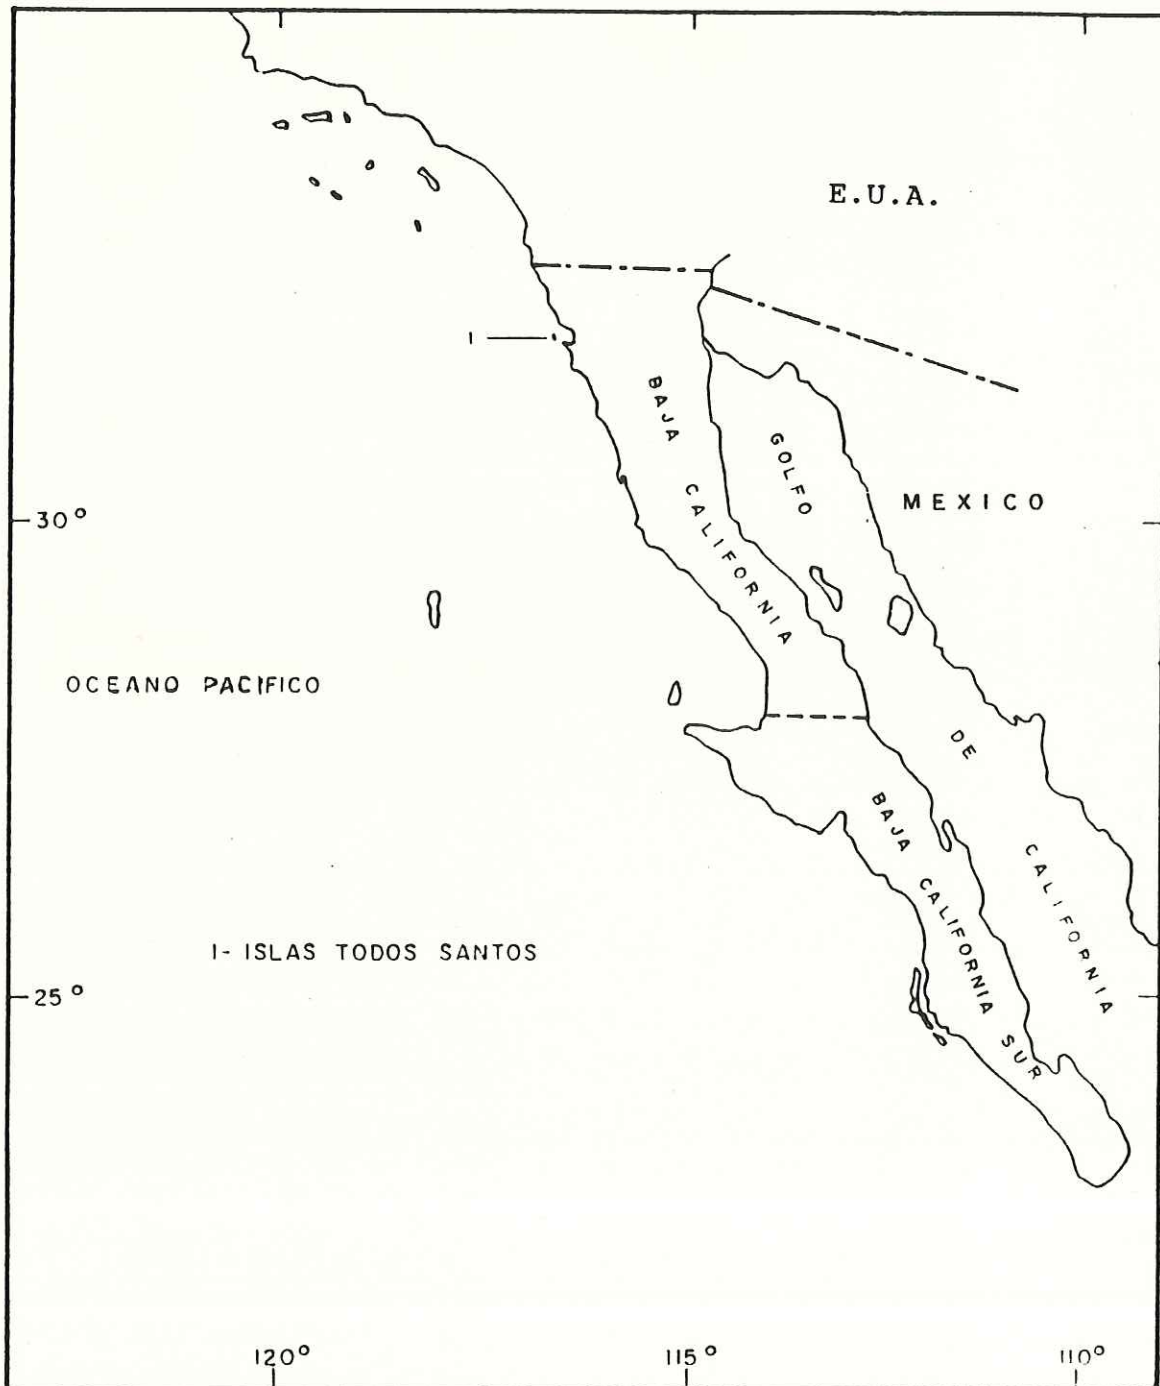 E.U.A.
I
BAJA CALIFORNIA
GOLFO DE CALIFORNIA
MEXICO
30°
OCEANO PACIFICO
BAJA CALIFORNIA SUR
I- ISLAS TODOS SANTOS
25°
120°
115°
110°